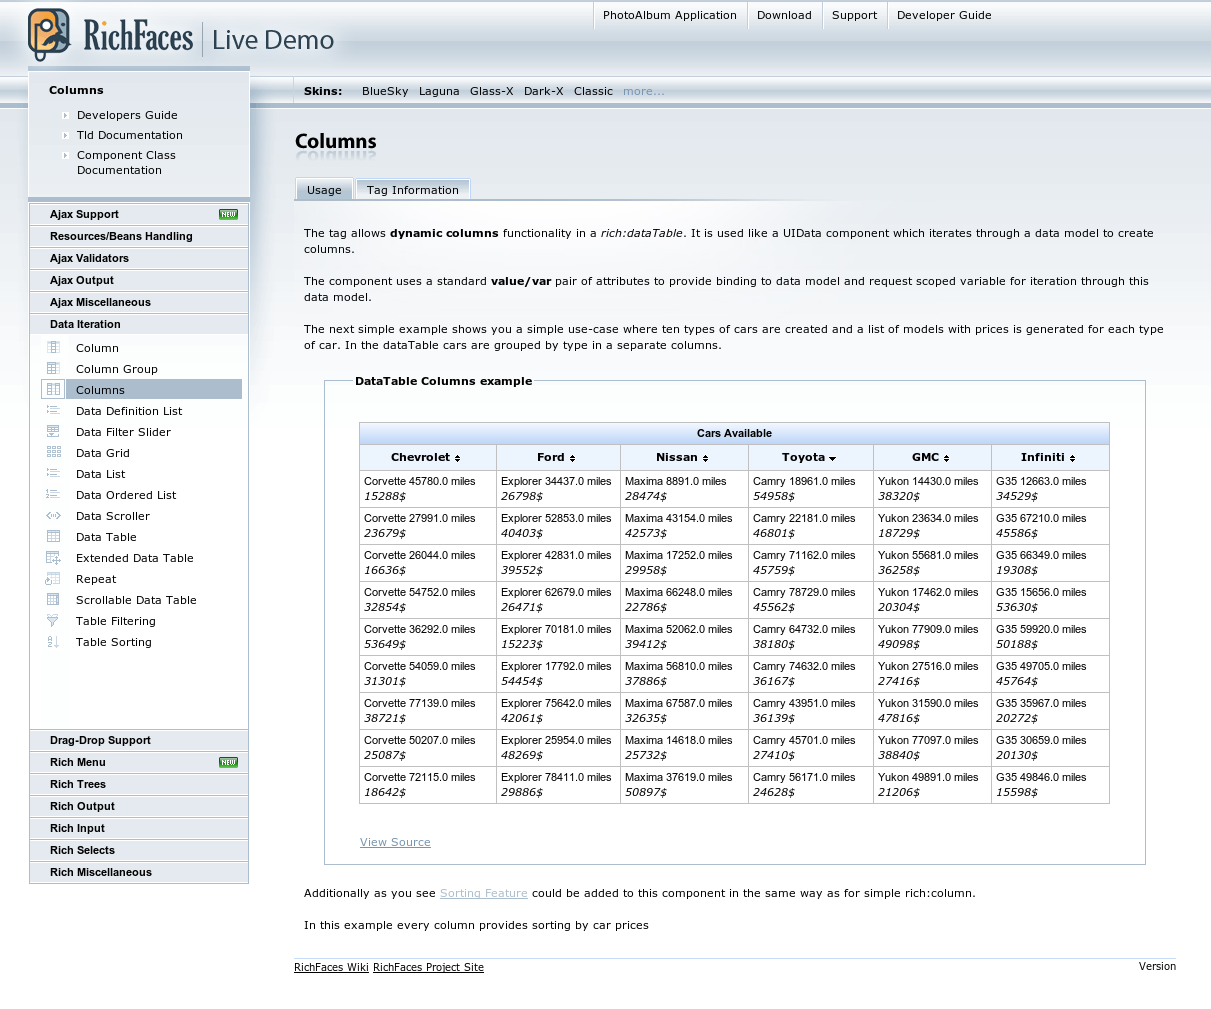 RichFaces Live Demo
PhotoAlbum Application Download Support Developer Guide
Skins: BlueSky Laguna Glass-X Dark-X Classic more...
Columns
Developers Guide
Tld Documentation
Component Class
Documentation
Ajax Support NEW
Resources/Beans Handling
Ajax Validators
Ajax Output
Ajax Miscellaneous
Data Iteration
Column
Column Group
Columns
Data Definition List
Data Filter Slider
Data Grid
Data List
Data Ordered List
Data Scroller
Data Table
Extended Data Table
Repeat
Scrollable Data Table
Table Filtering
Table Sorting
Drag-Drop Support
Rich Menu NEW
Rich Trees
Rich Output
Rich Input
Rich Selects
Rich Miscellaneous
Columns
Usage Tag Information
The tag allows dynamic columns functionality in a rich:dataTable. It is used like a UIData component which iterates through a data model to create
columns.
The component uses a standard value/var pair of attributes to provide binding to data model and request scoped variable for iteration through this
data model.
The next simple example shows you a simple use-case where ten types of cars are created and a list of models with prices is generated for each type
of car. In the dataTable cars are grouped by type in a separate columns.
DataTable Columns example
Cars Available
Chevrolet Ford Nissan Toyota GMC Infiniti
Corvette 45780.0 miles Explorer 34437.0 miles Maxima 8891.0 miles Camry 18961.0 miles Yukon 14430.0 miles G35 12663.0 miles
15288$ 26798$ 28474$ 54958$ 38320$ 34529$
Corvette 27991.0 miles Explorer 52853.0 miles Maxima 43154.0 miles Camry 22181.0 miles Yukon 23634.0 miles G35 67210.0 miles
23679$ 40403$ 42573$ 46801$ 18729$ 45586$
Corvette 26044.0 miles Explorer 42831.0 miles Maxima 17252.0 miles Camry 71162.0 miles Yukon 55681.0 miles G35 66349.0 miles
16636$ 39552$ 29958$ 45759$ 36258$ 19308$
Corvette 54752.0 miles Explorer 62679.0 miles Maxima 66248.0 miles Camry 78729.0 miles Yukon 17462.0 miles G35 15656.0 miles
32854$ 26471$ 22786$ 45562$ 20304$ 53630$
Corvette 36292.0 miles Explorer 70181.0 miles Maxima 52062.0 miles Camry 64732.0 miles Yukon 77909.0 miles G35 59920.0 miles
53649$ 15223$ 39412$ 38180$ 49098$ 50188$
Corvette 54059.0 miles Explorer 17792.0 miles Maxima 56810.0 miles Camry 74632.0 miles Yukon 27516.0 miles G35 49705.0 miles
31301$ 54454$ 37886$ 36167$ 27416$ 45764$
Corvette 77139.0 miles Explorer 75642.0 miles Maxima 67587.0 miles Camry 43951.0 miles Yukon 31590.0 miles G35 35967.0 miles
38721$ 42061$ 32635$ 36139$ 47816$ 20272$
Corvette 50207.0 miles Explorer 25954.0 miles Maxima 14618.0 miles Camry 45701.0 miles Yukon 77097.0 miles G35 30659.0 miles
25087$ 48269$ 25732$ 27410$ 38840$ 20130$
Corvette 72115.0 miles Explorer 78411.0 miles Maxima 37619.0 miles Camry 56171.0 miles Yukon 49891.0 miles G35 49846.0 miles
18642$ 29886$ 50897$ 24628$ 21206$ 15598$
View Source
Additionally as you see Sorting Feature could be added to this component in the same way as for simple rich:column.
In this example every column provides sorting by car prices
RichFaces Wiki RichFaces Project Site Version